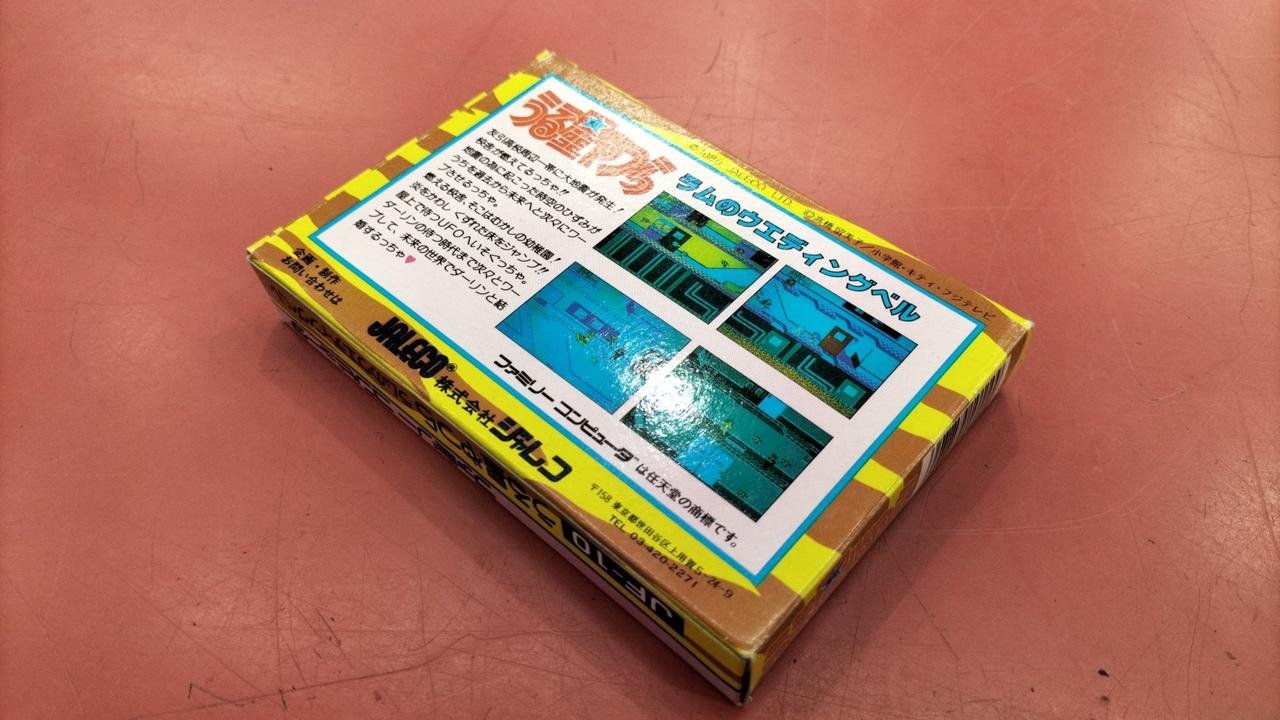 うる星やつら
ラムのウエディングベル
友引高校周辺一帯に大地震が発生!
校舎が燃えてるっちゃ!!
地震の為に起こった時空のひずみが
うちを過去から未来へと次々にワー
プさせるっちゃ。
燃える校舎、そこはむかしの幼稚園!
炎をかわし くずれた床をジャンプ!!
屋上で待つUFOへいそぐっちゃ。
ダーリンの待つ時代まで次々とワー
プして、未来の世界でダーリンと結
婚するっちゃ♥
ファミリーコンピュータ™は任天堂の商標です。
©1986 JALECO LTD. ©高橋留美子/小学館・キティ・フジテレビ
企画・制作
お問い合わせは
JALECO® 株式会社ジャレコ
〒158 東京都世田谷区上用賀5-24-9
TEL 03-420-2271
JF-10